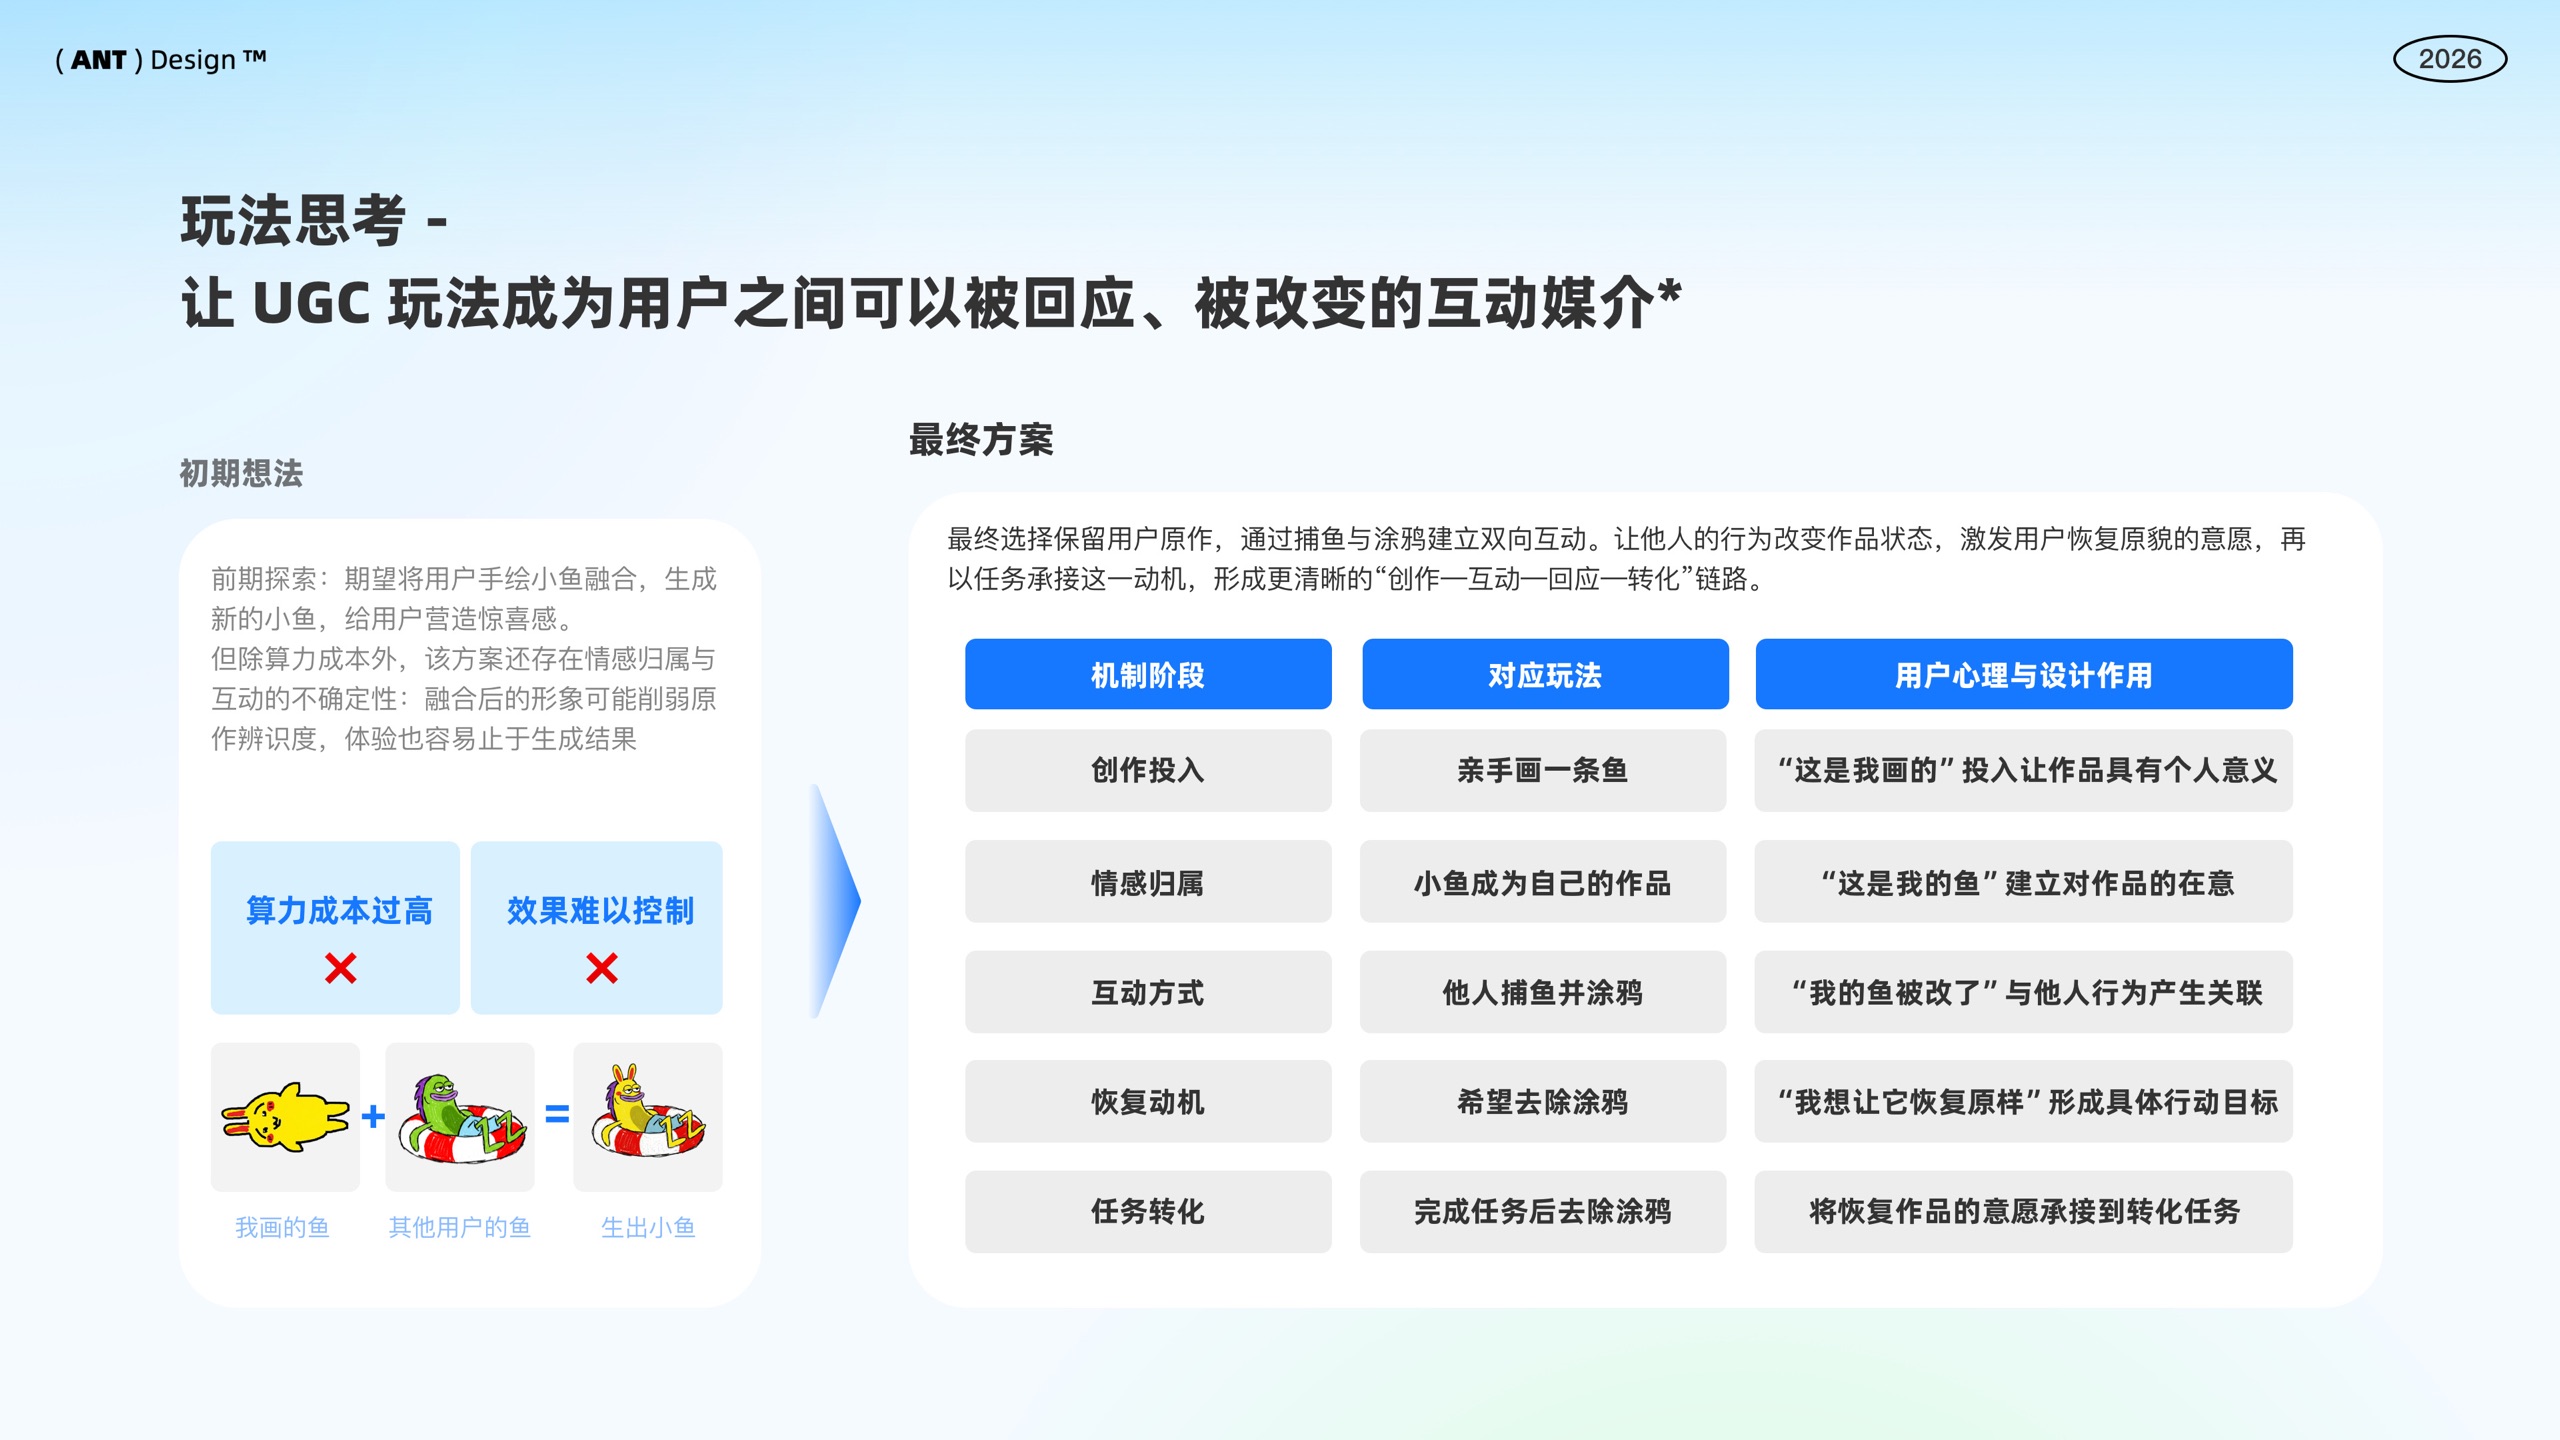 ( ANT ) Design ™
2026
玩法思考 -
让 UGC 玩法成为用户之间可以被回应、被改变的互动媒介*
初期想法
前期探索：期望将用户手绘小鱼融合，生成
新的小鱼，给用户营造惊喜感。
但除算力成本外，该方案还存在情感归属与
互动的不确定性：融合后的形象可能削弱原
作辨识度，体验也容易止于生成结果
算力成本过高
效果难以控制
+
=
我画的鱼
其他用户的鱼
生出小鱼
最终方案
最终选择保留用户原作，通过捕鱼与涂鸦建立双向互动。让他人的行为改变作品状态，激发用户恢复原貌的意愿，再
以任务承接这一动机，形成更清晰的“创作—互动—回应—转化”链路。
机制阶段 对应玩法 用户心理与设计作用
创作投入 亲手画一条鱼 “这是我画的” 投入让作品具有个人意义
情感归属 小鱼成为自己的作品 “这是我的鱼” 建立对作品的在意
互动方式 他人捕鱼并涂鸦 “我的鱼被改了” 与他人行为产生关联
恢复动机 希望去除涂鸦 “我想让它恢复原样” 形成具体行动目标
任务转化 完成任务后去除涂鸦 将恢复作品的意愿承接到转化任务